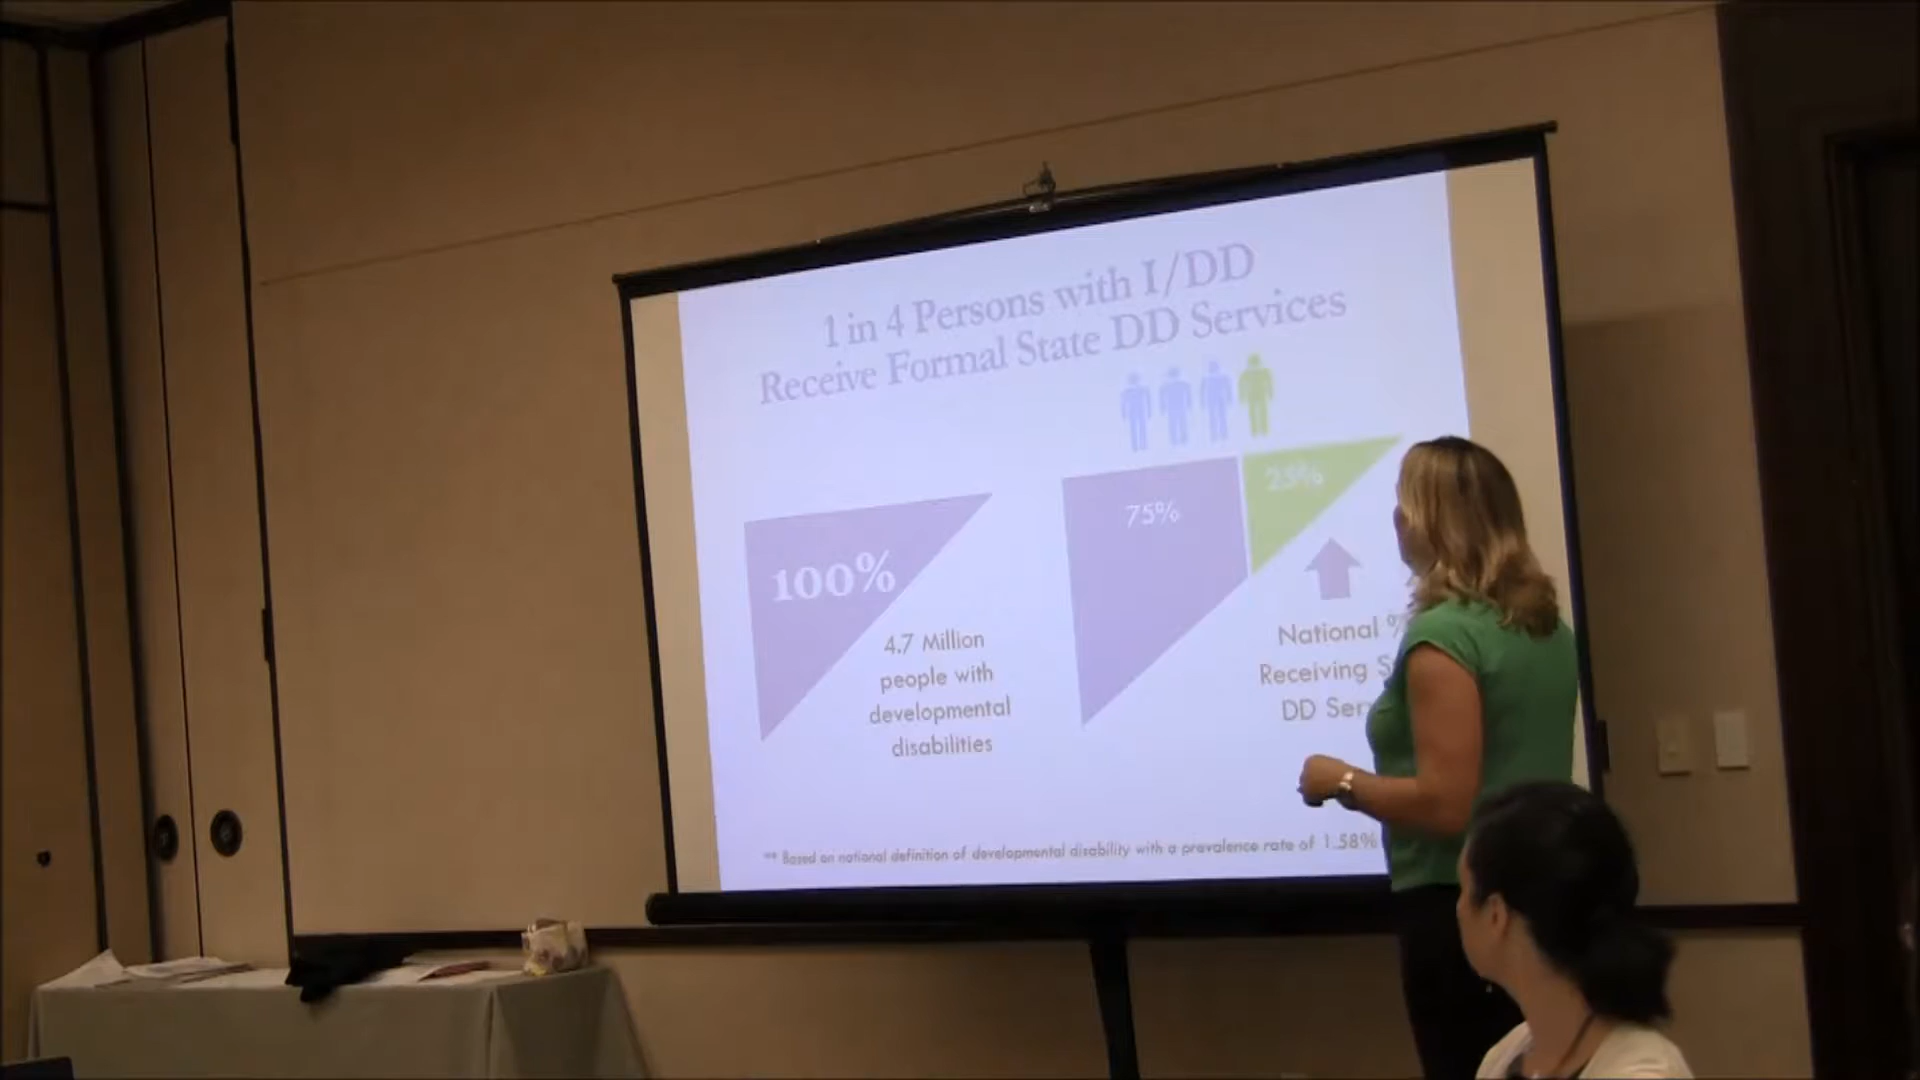 1 in 4 Persons with I/DD
Receive Formal State DD Services
100%
4.7 Million
people with
developmental
disabilities
75%
25%
National %
Receiving
DD
** Based on national definition of developmental disability with a prevalence rate of 1.58%